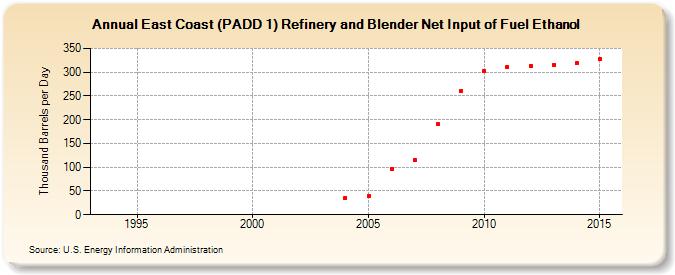 Annual East Coast (PADD 1) Refinery and Blender Net Input of Fuel Ethanol
Thousand Barrels per Day
350
300
250
200
150
100
50
0
1995 2000 2005 2010 2015
Source: U.S. Energy Information Administration